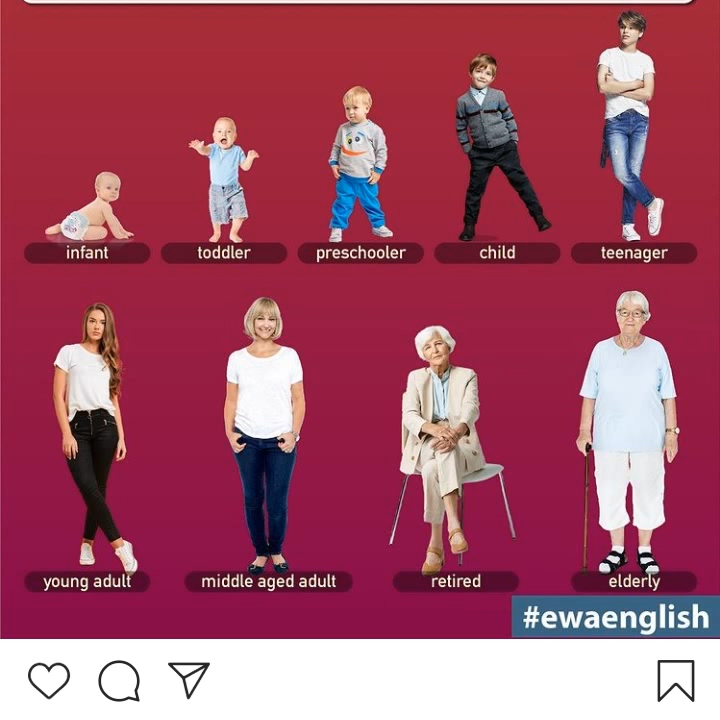 infant
toddler
preschooler
child
teenager
young adult
middle aged adult
retired
elderly
#ewaenglish